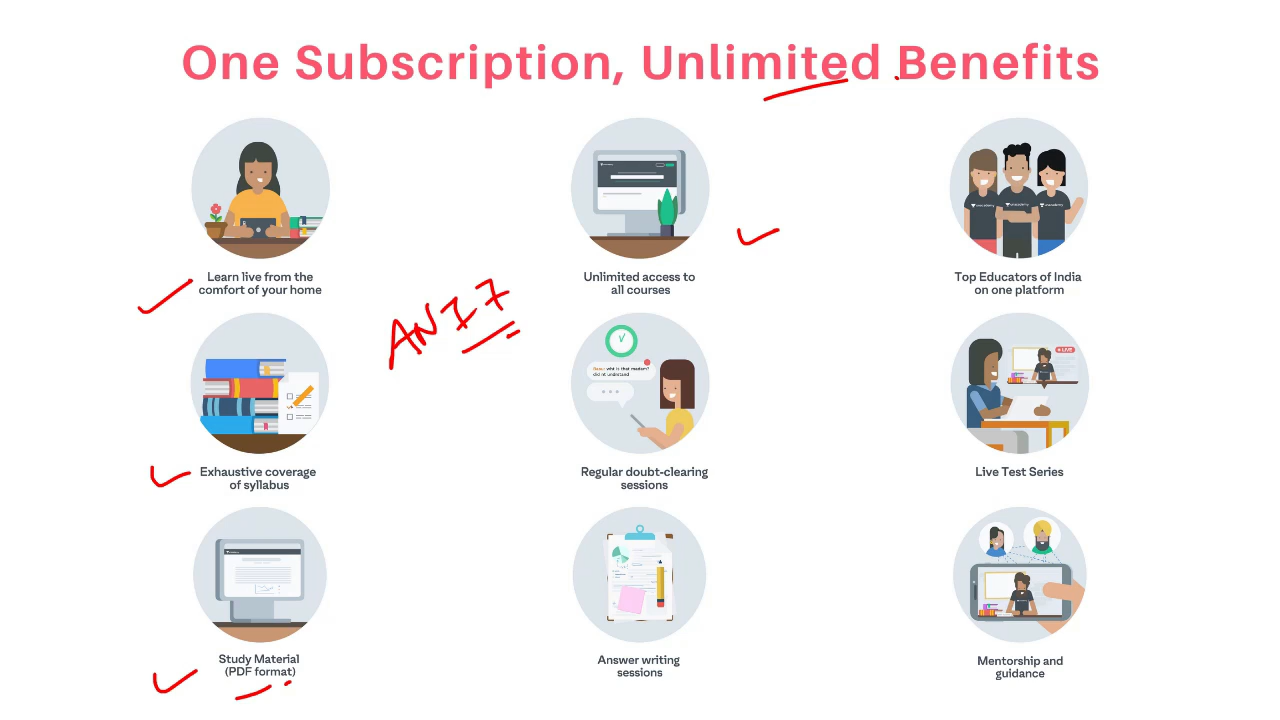 One Subscription, Unlimited Benefits
Learn live from the
comfort of your home
Unlimited access to
all courses
Top Educators of India
on one platform
ANI7
Exhaustive coverage
of syllabus
Regular doubt-clearing
sessions
LIVE
Live Test Series
Study Material
(PDF format)
Answer writing
sessions
Mentorship and
guidance